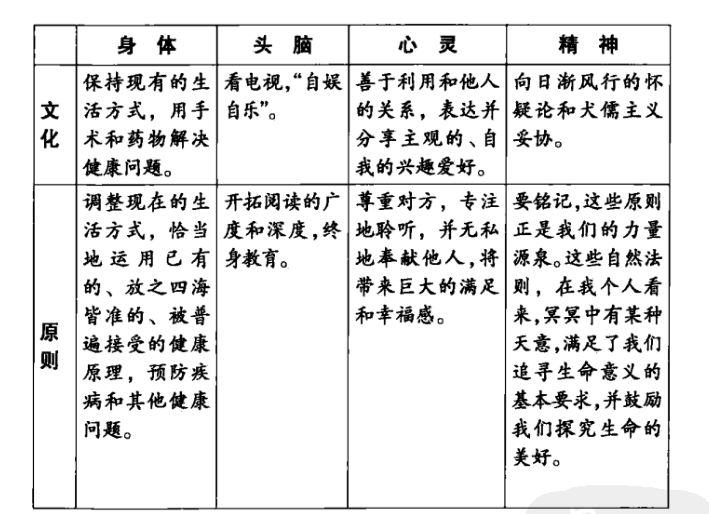 身 体
头 脑
心 灵
精 神
文
化
保持现有的生
活方式，用手
术和药物解决
健康问题。
看电视，“自娱
自乐”。
善于利用和他人
的关系，表达并
分享主观的、自
我的兴趣爱好。
向日渐风行的怀
疑论和犬儒主义
妥协。
原
则
调整现在的生
活方式，恰当
地运用已有
的、放之四海
皆准的、被普
遍接受的健康
原理，预防疾
病和其他健康
问题。
开拓阅读的广
度和深度，终
身教育。
尊重对方，专注
地聆听，并无私
地奉献他人，将
带来巨大的满足
和幸福感。
要铭记，这些原则
正是我们的力量
源泉。这些自然法
则，在我个人看
来，冥冥中有某种
天意，满足了我们
追寻生命意义的
基本要求，并鼓励
我们探究生命的
美好。